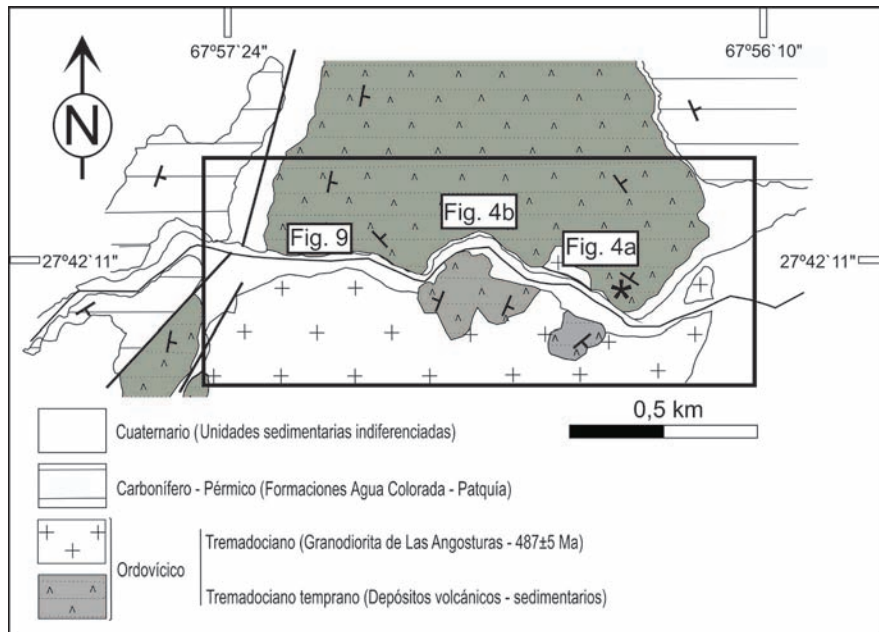 67º57`24"
67º56`10"
N
Fig. 4b
Fig. 9
Fig. 4a
27º42`11"
27º42`11"
0,5 km
Cuaternario (Unidades sedimentarias indiferenciadas)
Carbonífero - Pérmico (Formaciones Agua Colorada - Patquía)
Tremadociano (Granodiorita de Las Angosturas - 487±5 Ma)
Ordovícico
Tremadociano temprano (Depósitos volcánicos - sedimentarios)